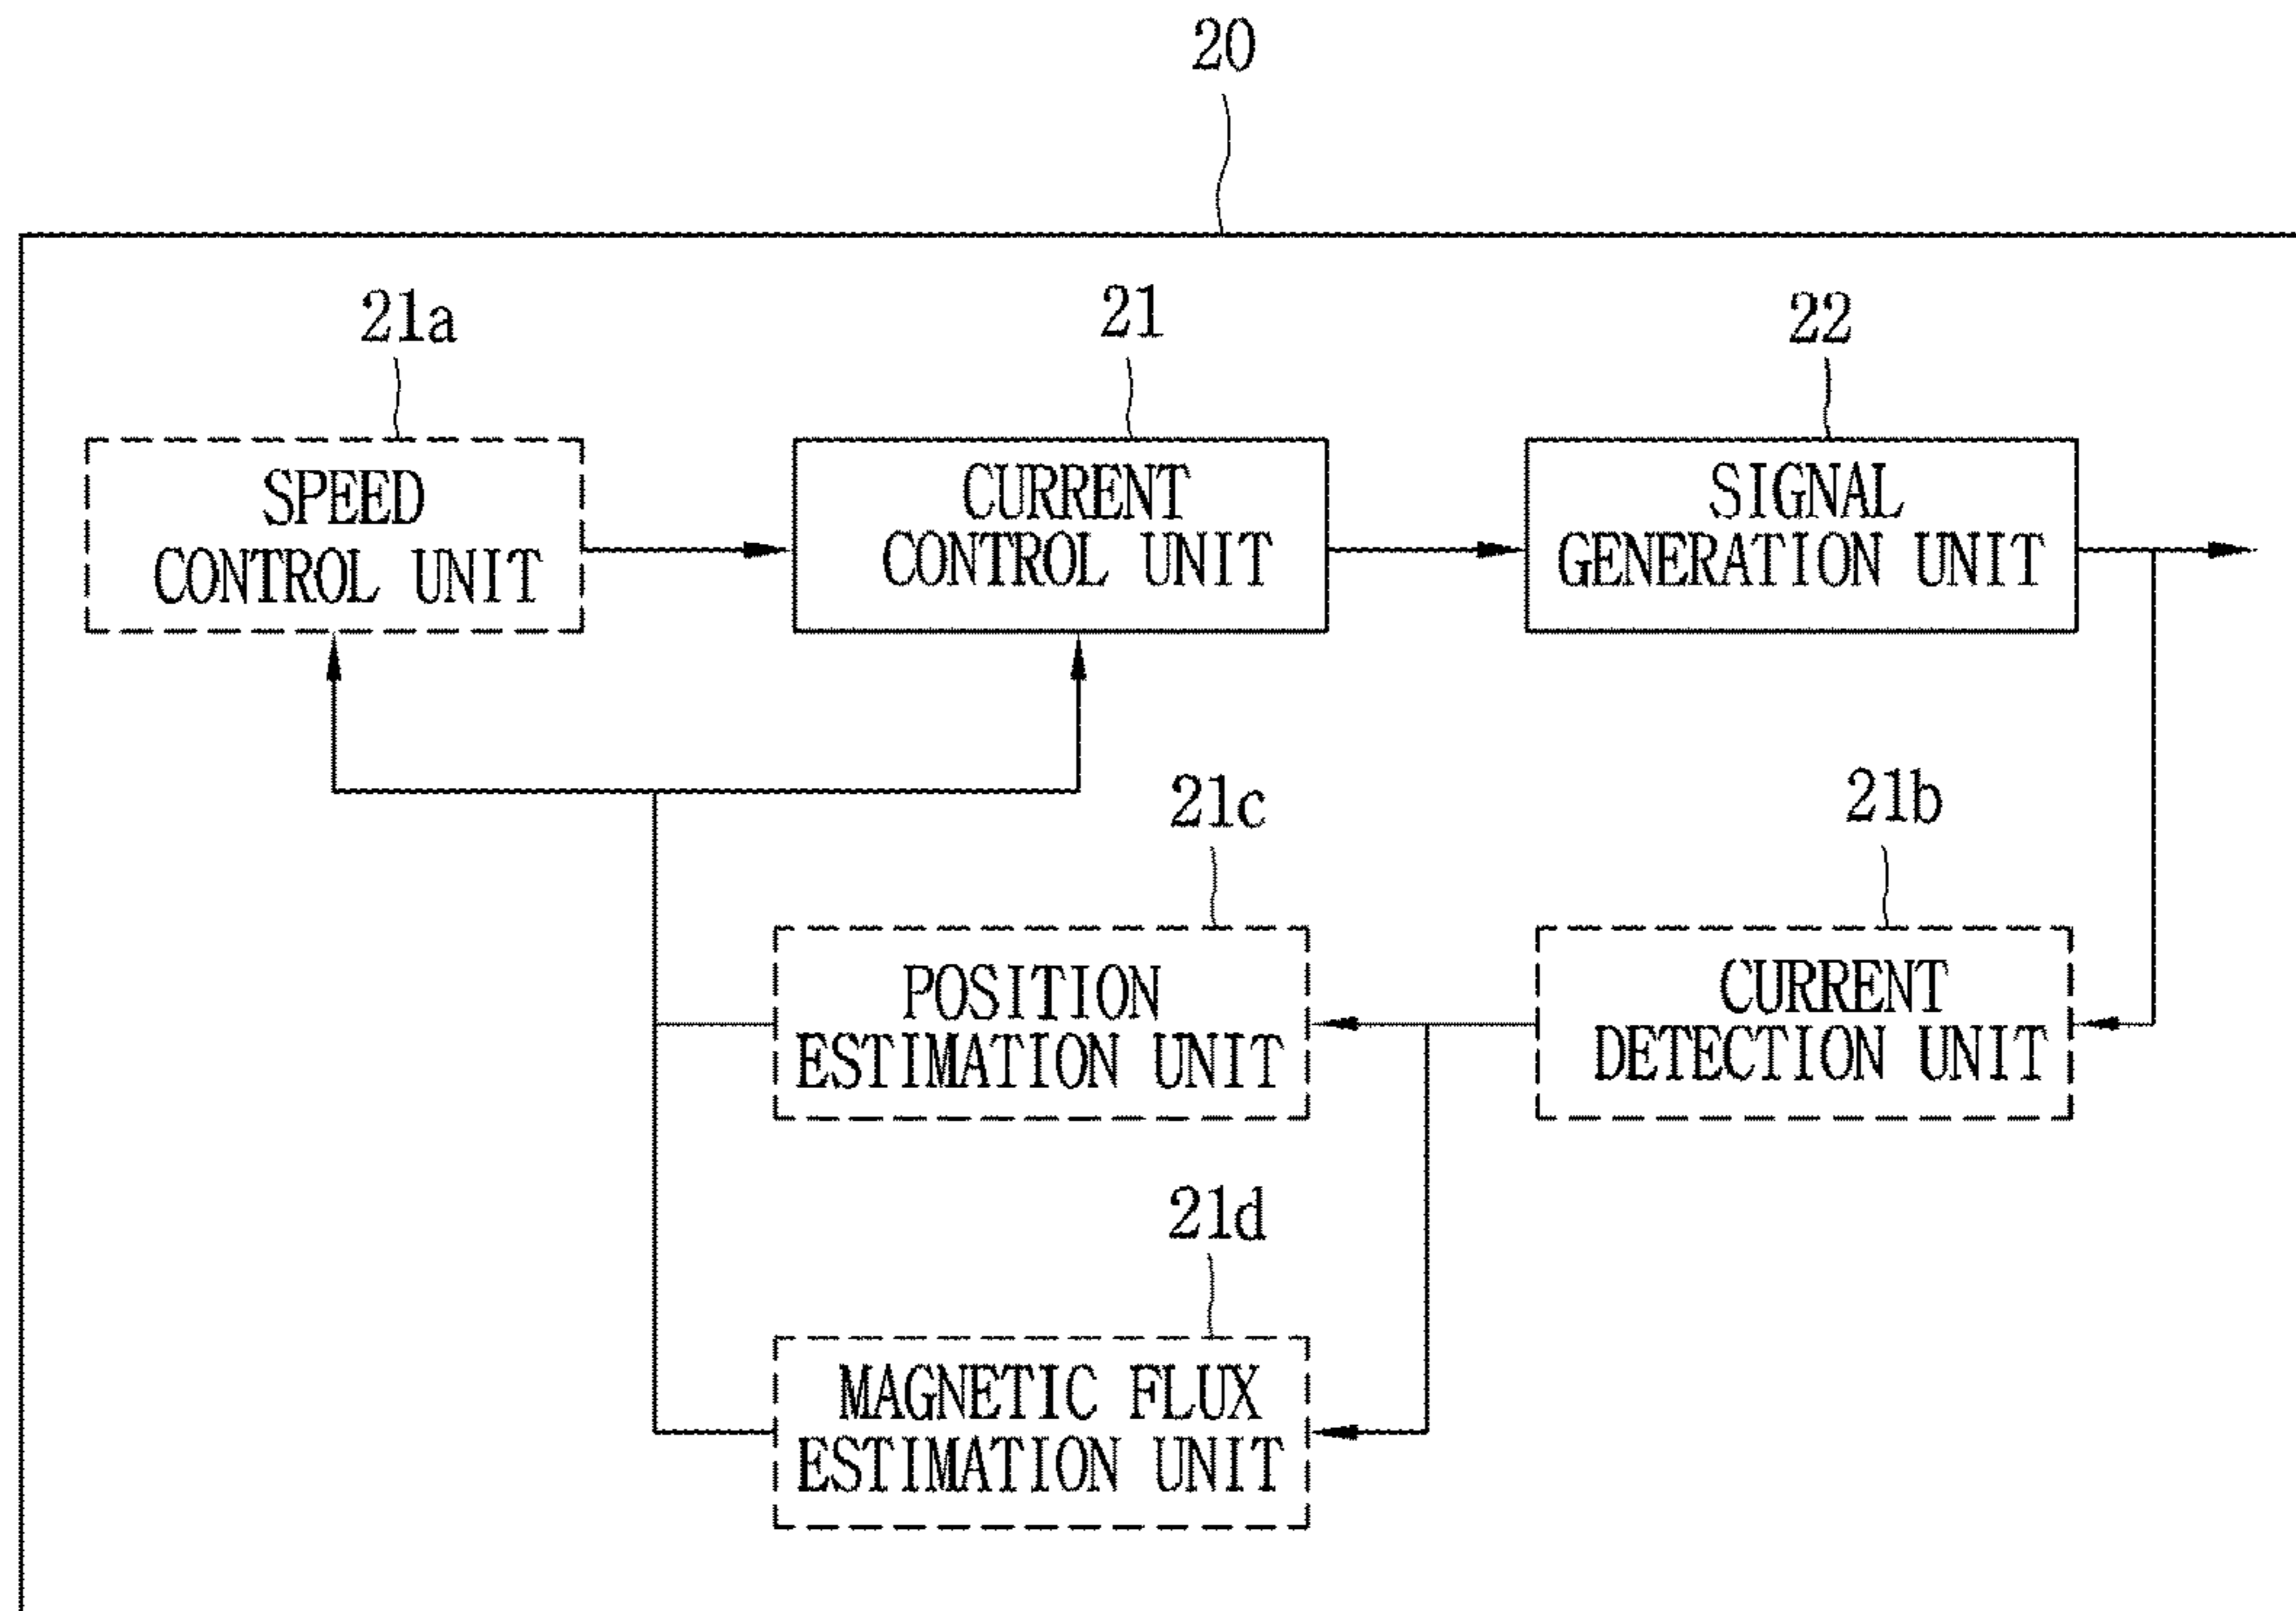 20
21a
21
22
SPEED
CONTROL UNIT
CURRENT
CONTROL UNIT
SIGNAL
GENERATION UNIT
21c
21b
POSITION
ESTIMATION UNIT
CURRENT
DETECTION UNIT
21d
MAGNETIC FLUX
ESTIMATION UNIT